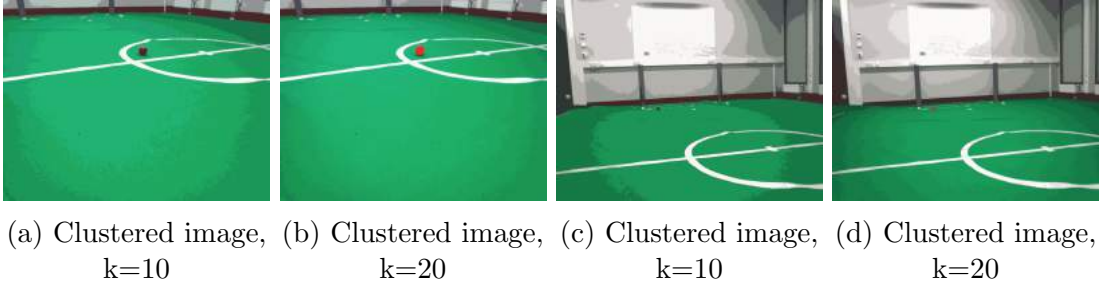 (a) Clustered image, (b) Clustered image, (c) Clustered image, (d) Clustered image,
k=10 k=20 k=10 k=20